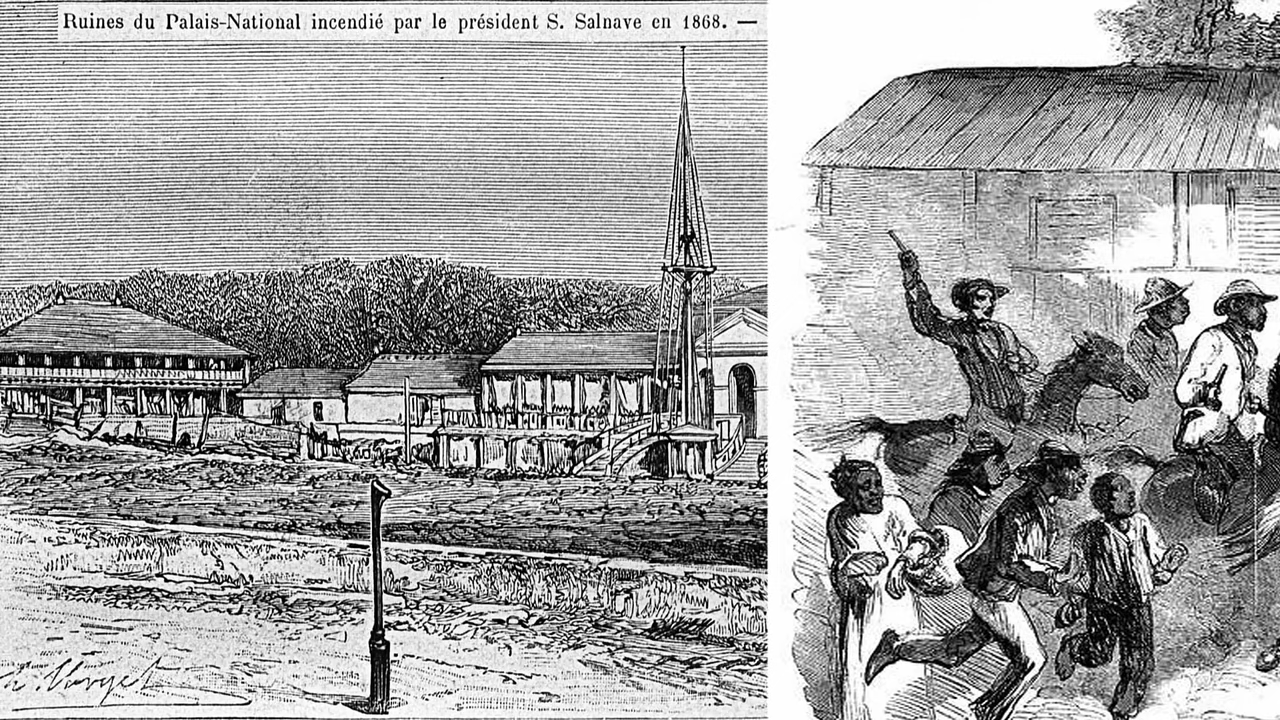 Ruines du Palais-National incendié par le président S. Salnave en 1868. —